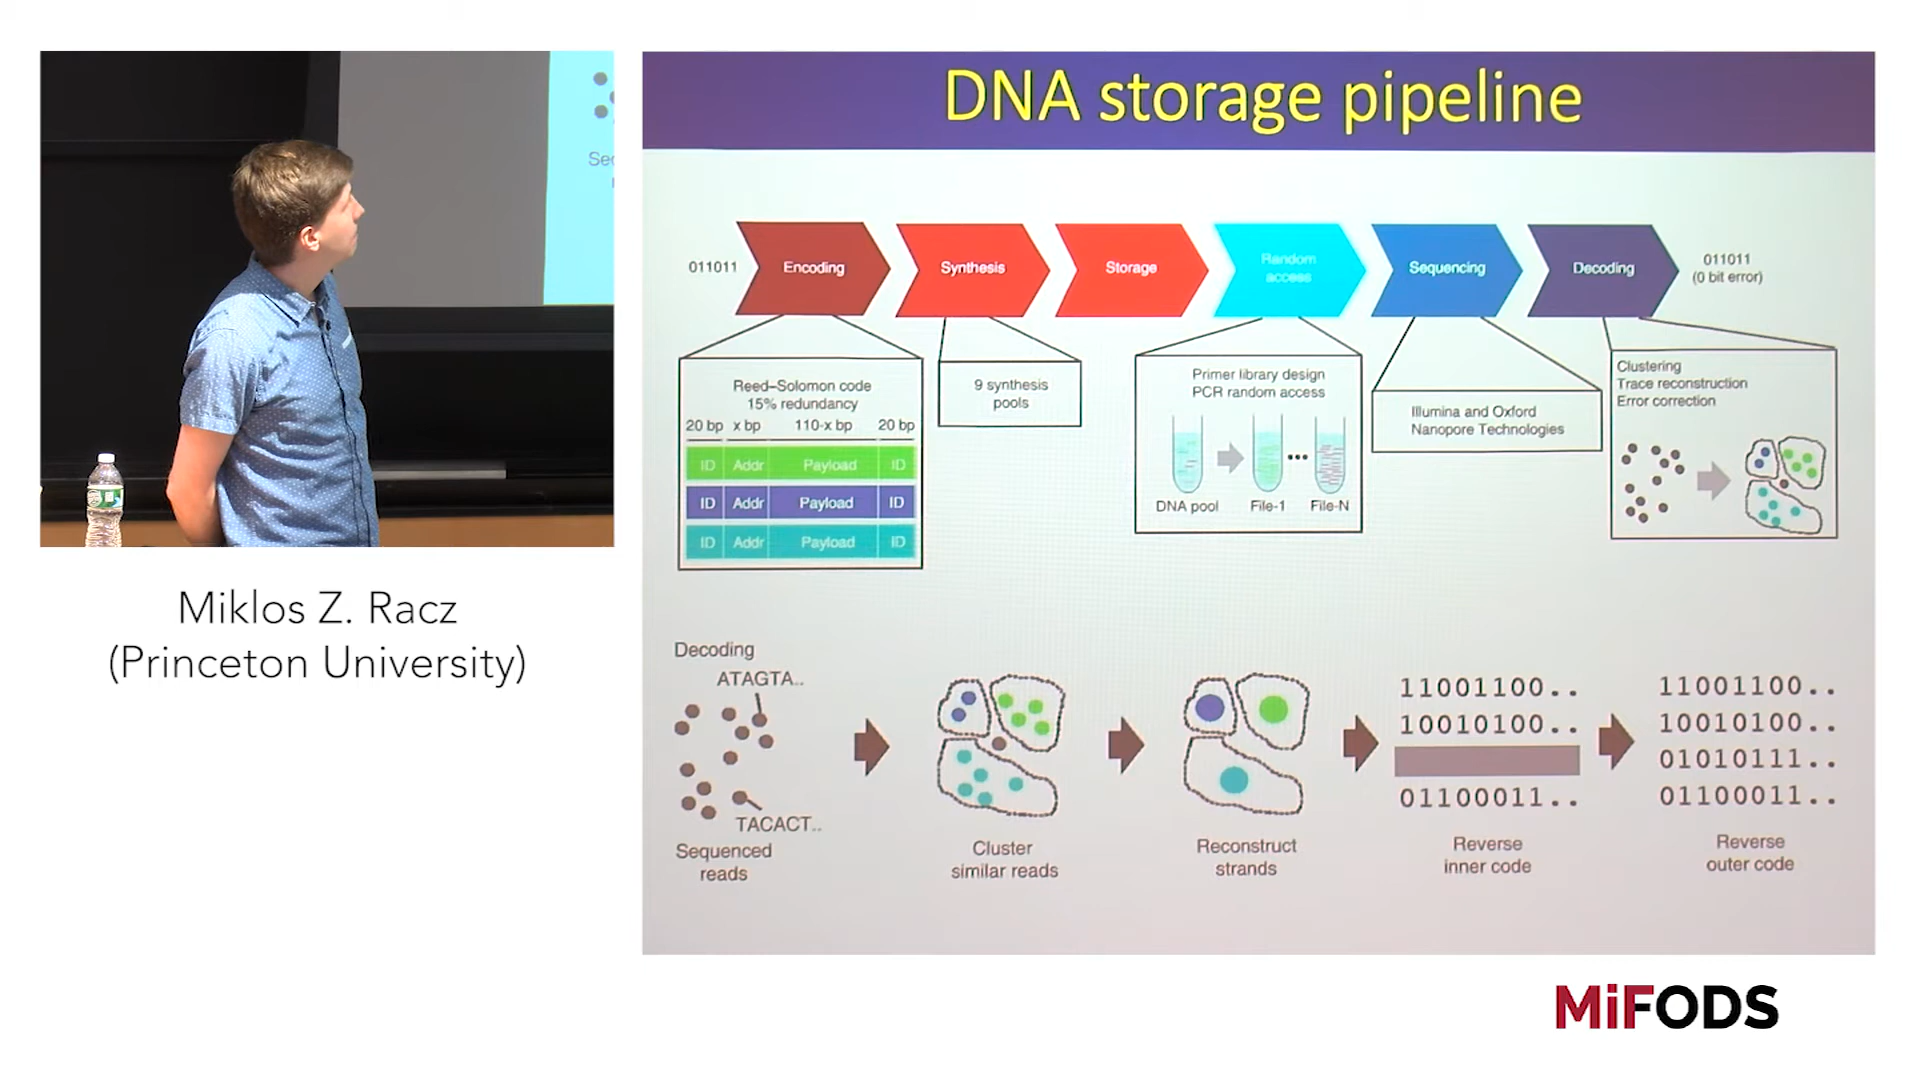 Sec
DNA storage pipeline
011011
Encoding
Synthesis
Storage
Random
access
Sequencing
Decoding
011011
(0 bit error)
Reed–Solomon code
15% redundancy
20 bp x bp 110-x bp 20 bp
ID Addr Payload ID
ID Addr Payload ID
ID Addr Payload ID
9 synthesis
pools
Primer library design
PCR random access
DNA pool File-1 File-N
Illumina and Oxford
Nanopore Technologies
Clustering
Trace reconstruction
Error correction
Miklos Z. Racz
(Princeton University)
Decoding
ATAGTA..
TACACT..
Sequenced
reads
Cluster
similar reads
Reconstruct
strands
11001100..
10010100..
01100011..
Reverse
inner code
11001100..
10010100..
01010111..
01100011..
Reverse
outer code
MiFODS